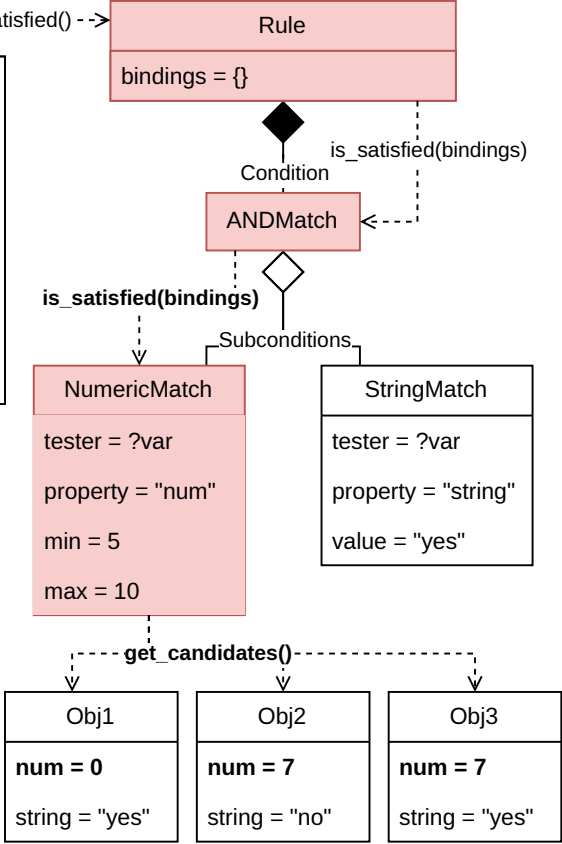 tisfied()
Rule
bindings = {}
is_satisfied(bindings)
Condition
ANDMatch
is_satisfied(bindings)
Subconditions
NumericMatch
tester = ?var
property = "num"
min = 5
max = 10
StringMatch
tester = ?var
property = "string"
value = "yes"
get_candidates()
Obj1
num = 0
string = "yes"
Obj2
num = 7
string = "no"
Obj3
num = 7
string = "yes"